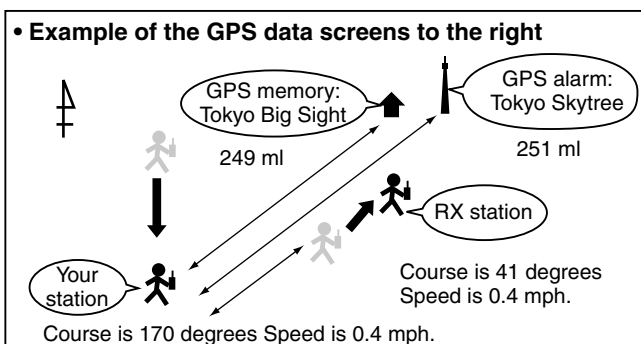 • Example of the GPS data screens to the right
GPS memory:
Tokyo Big Sight
GPS alarm:
Tokyo Skytree
249 ml
251 ml
RX station
Your
station
Course is 41 degrees
Speed is 0.4 mph.
Course is 170 degrees Speed is 0.4 mph.